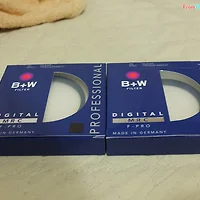 B+W
FILTER
DIGITAL
MRC
F-PRO
MADE IN GERMANY
PROFESSIONAL
B+W
FILTER
DIGITAL
MRC
F-PRO
MADE IN GERMANY